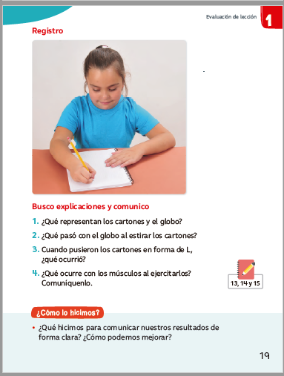 Evaluación de lección
1
Registro
Busco explicaciones y comunico
1. ¿Qué representan los cartones y el globo?
2. ¿Qué pasó con el globo al estirar los cartones?
3. Cuando pusieron los cartones en forma de L,
¿qué ocurrió?
4. ¿Qué ocurre con los músculos al ejercitarlos?
Comuníquenlo.
13, 14 y 15
¿Cómo lo hicimos?
• ¿Qué hicimos para comunicar nuestros resultados de
forma clara? ¿Cómo podemos mejorar?
19